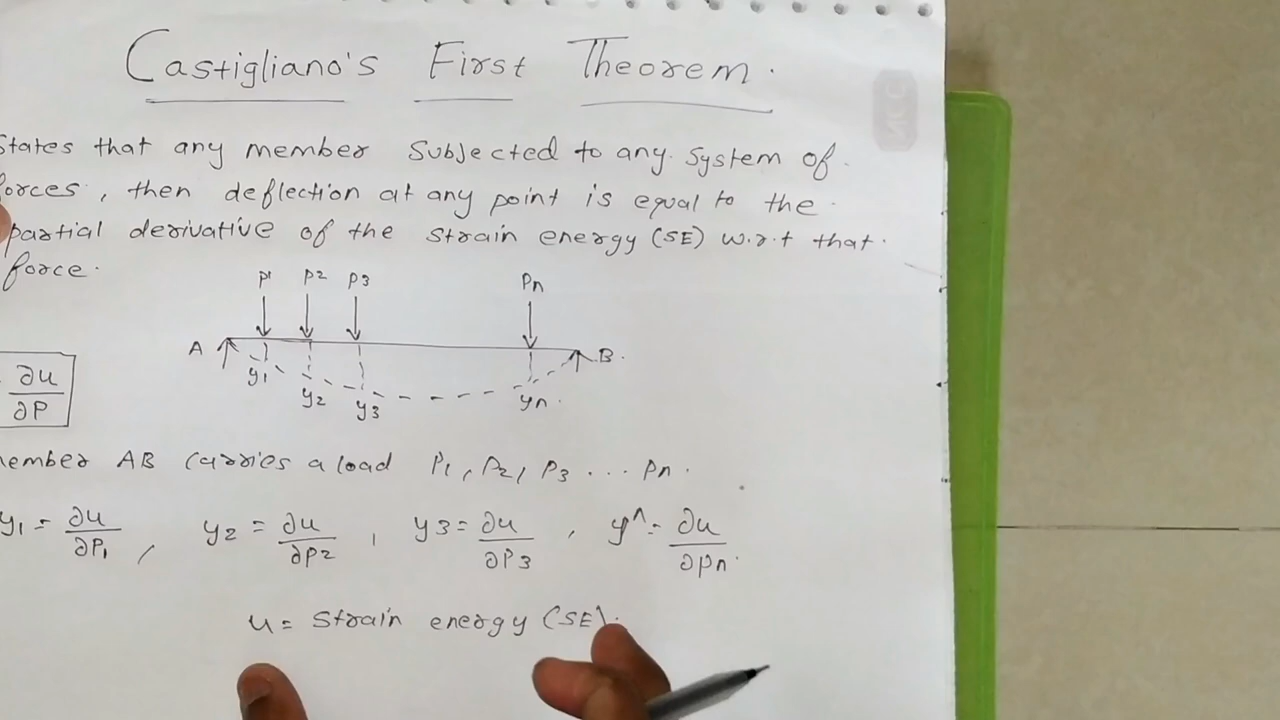 Castigliano's First Theorem.
States that any member subjected to any system of
forces, then deflection at any point is equal to the
partial derivative of the strain energy (SE) w.r.t that
force.
P1 P2 P3 Pn
A B.
y1 y2 y3 yn.
∂u
∂P
member AB carries a load P1, P2, P3 ... Pn.
y1 = ∂u/∂P1, y2 = ∂u/∂P2, y3 = ∂u/∂P3, yn = ∂u/∂Pn.
u = Strain energy (SE).